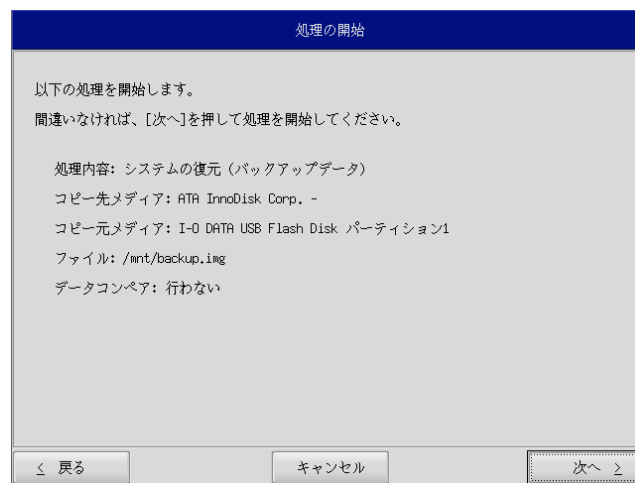 処理の開始
以下の処理を開始します。
間違いなければ、[次へ]を押して処理を開始してください。
処理内容: システムの復元 (バックアップデータ)
コピー先メディア: ATA InnoDisk Corp. -
コピー元メディア: I-O DATA USB Flash Disk パーティション1
ファイル: /mnt/backup.img
データコンペア: 行わない
< 戻る
キャンセル
次へ >